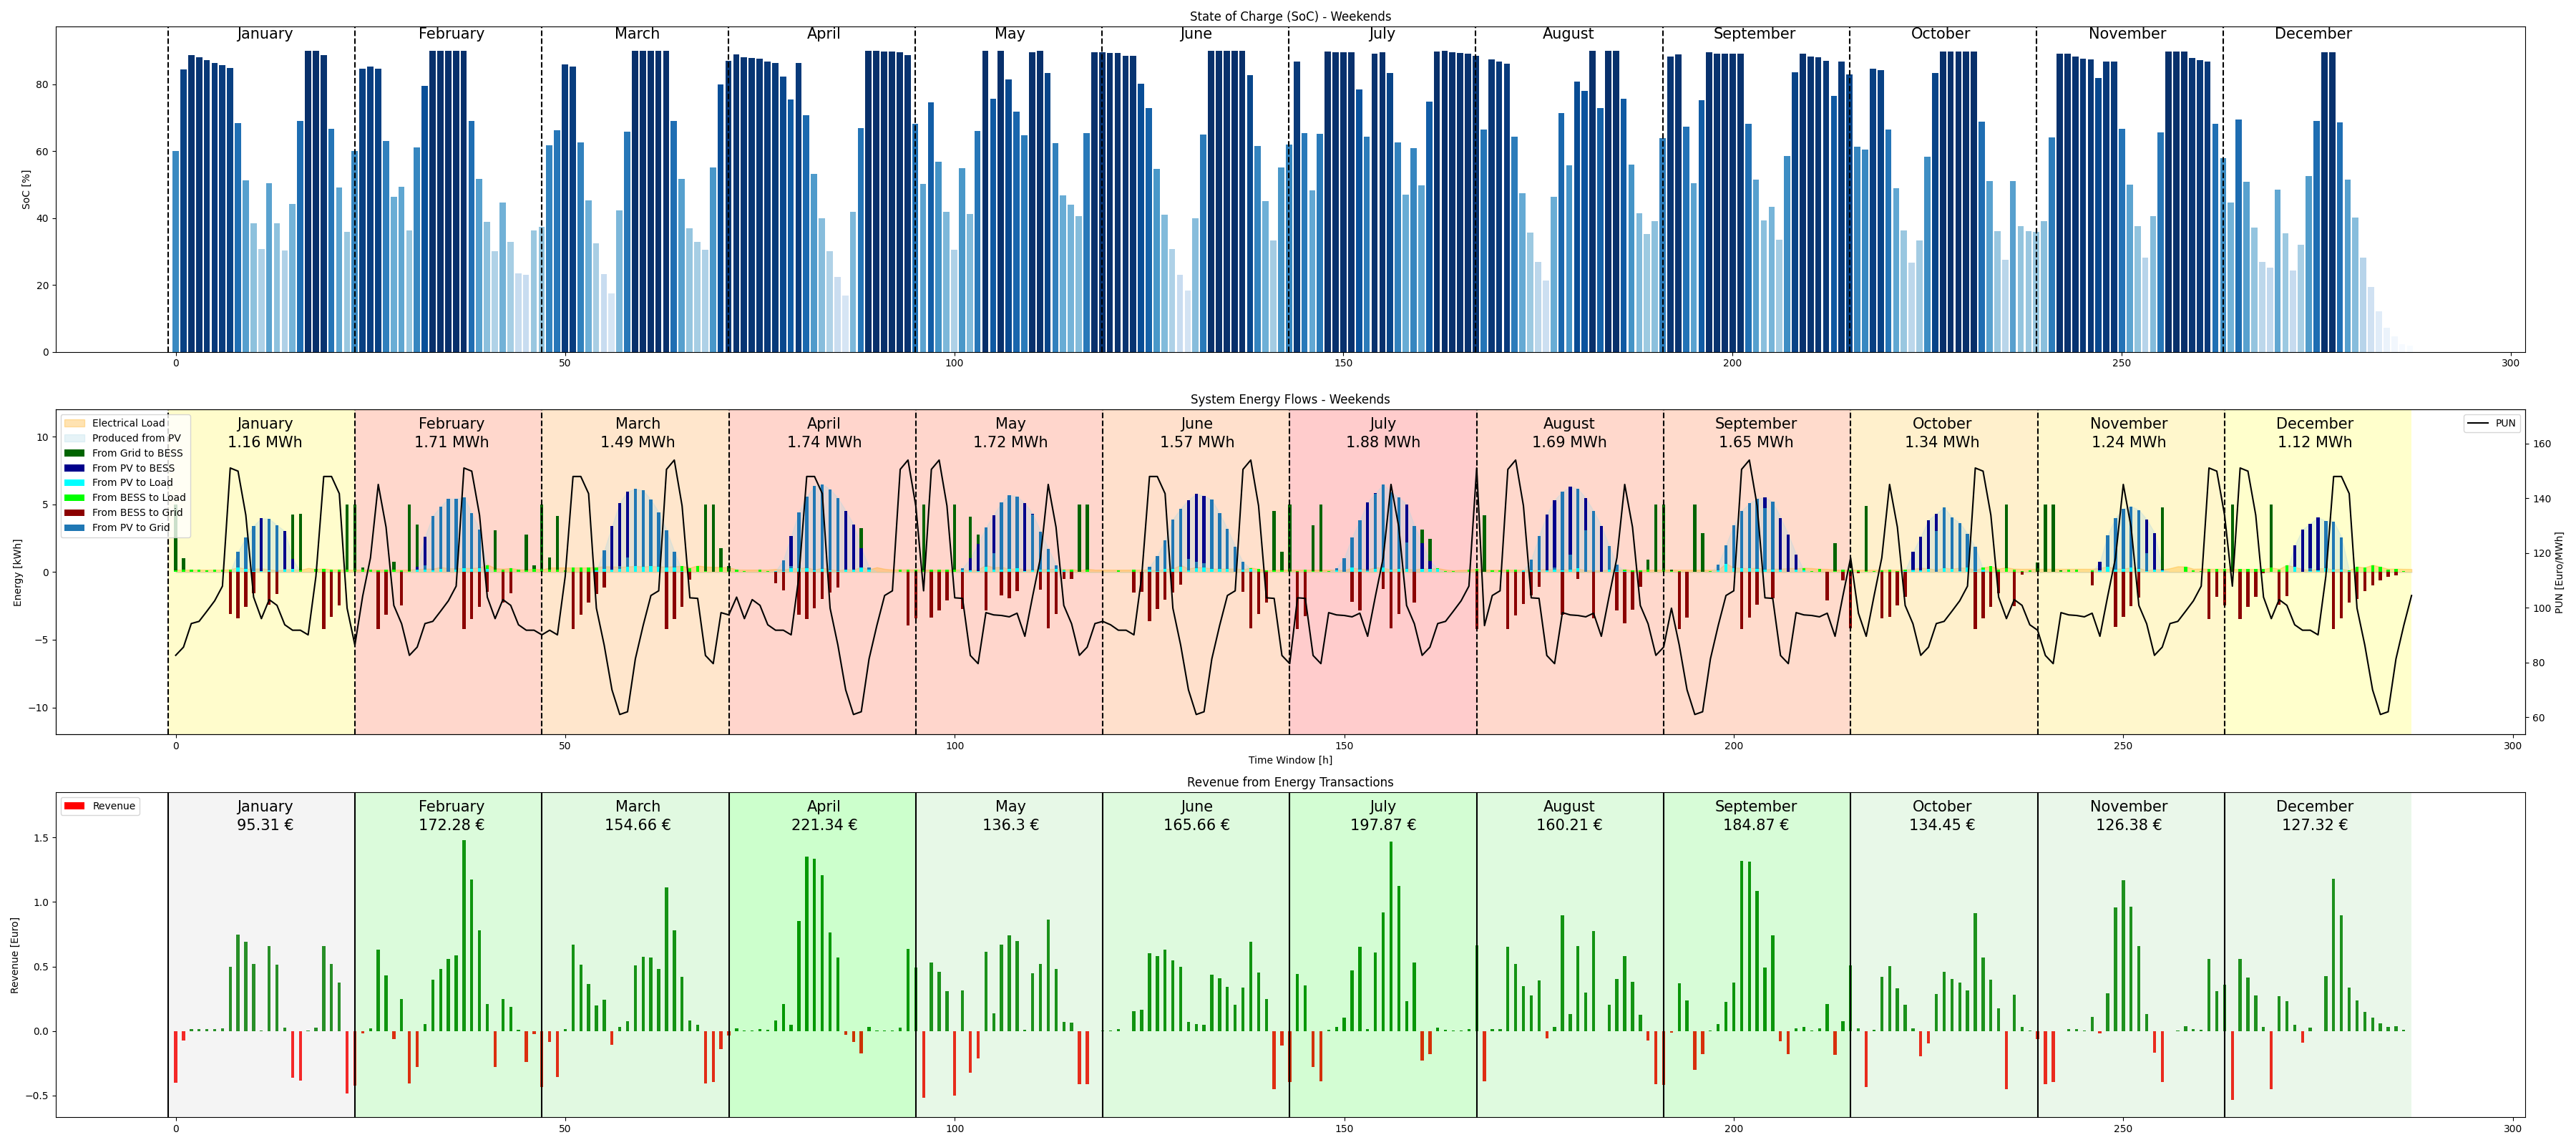 State of Charge (SoC) - Weekends
January February March April May June July August September October November December
80
60
40
20
0
SoC [%]
0 50 100 150 200 250 300
System Energy Flows - Weekends
January February March April May June July August September October November December
1.16 MWh 1.71 MWh 1.49 MWh 1.74 MWh 1.72 MWh 1.57 MWh 1.88 MWh 1.69 MWh 1.65 MWh 1.34 MWh 1.24 MWh 1.12 MWh
Electrical Load
Produced from PV
From Grid to BESS
From PV to BESS
From PV to Load
From BESS to Load
From BESS to Grid
From PV to Grid
PUN
10
5
0
−5
−10
Energy [kWh]
160
140
120
100
80
60
PUN [Euro/MWh]
0 50 100 150 200 250 300
Time Window [h]
Revenue from Energy Transactions
Revenue
January February March April May June July August September October November December
95.31 € 172.28 € 154.66 € 221.34 € 136.3 € 165.66 € 197.87 € 160.21 € 184.87 € 134.45 € 126.38 € 127.32 €
1.5
1.0
0.5
0.0
−0.5
Revenue [Euro]
0 50 100 150 200 250 300